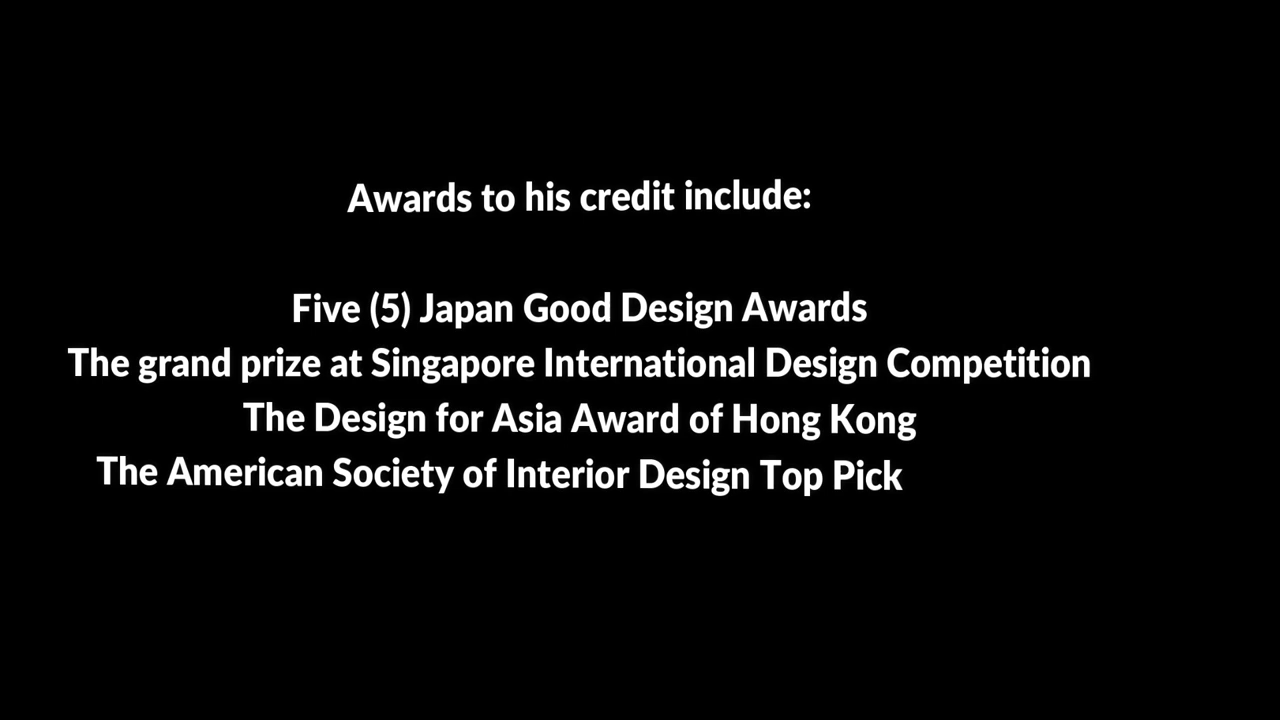 Awards to his credit include:
Five (5) Japan Good Design Awards
The grand prize at Singapore International Design Competition
The Design for Asia Award of Hong Kong
The American Society of Interior Design Top Pick